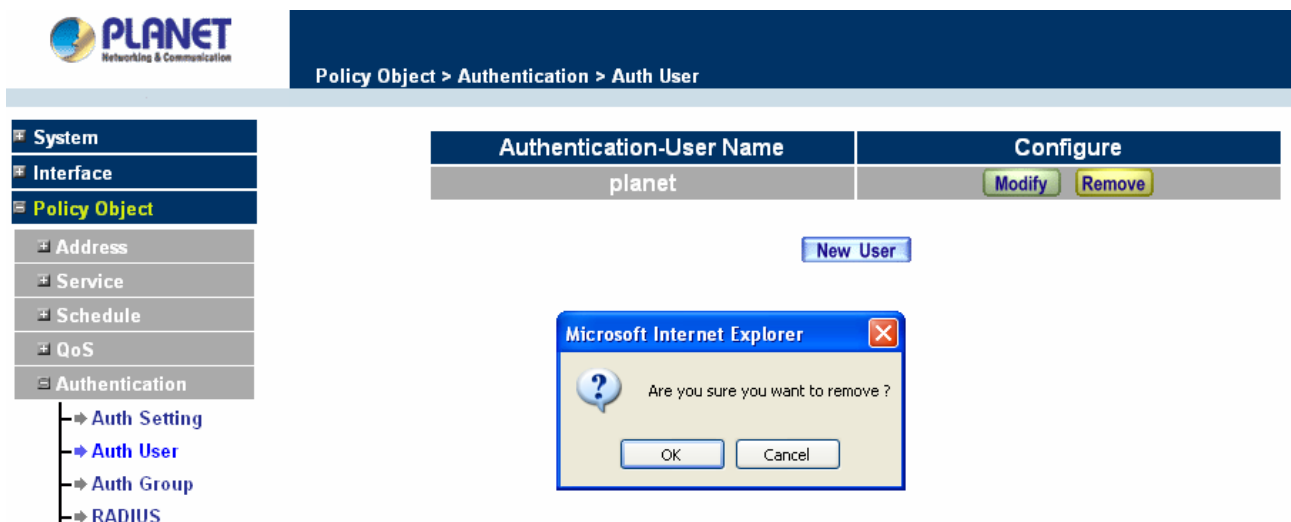 PLANET
Networking & Communication
Policy Object > Authentication > Auth User
System
Interface
Policy Object
Address
Service
Schedule
QoS
Authentication
Auth Setting
Auth User
Auth Group
RADIUS
Authentication-User Name Configure
planet Modify Remove
New User
Microsoft Internet Explorer
Are you sure you want to remove ?
OK Cancel